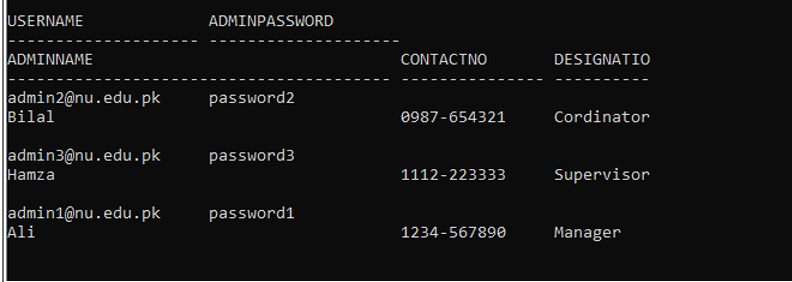 USERNAME ADMINPASSWORD
-------------------- --------------------
ADMINNAME CONTACTNO DESIGNATIO
---------------------------------------- --------------- ----------
admin2@nu.edu.pk password2
Bilal 0987-654321 Cordinator
admin3@nu.edu.pk password3
Hamza 1112-223333 Supervisor
admin1@nu.edu.pk password1
Ali 1234-567890 Manager